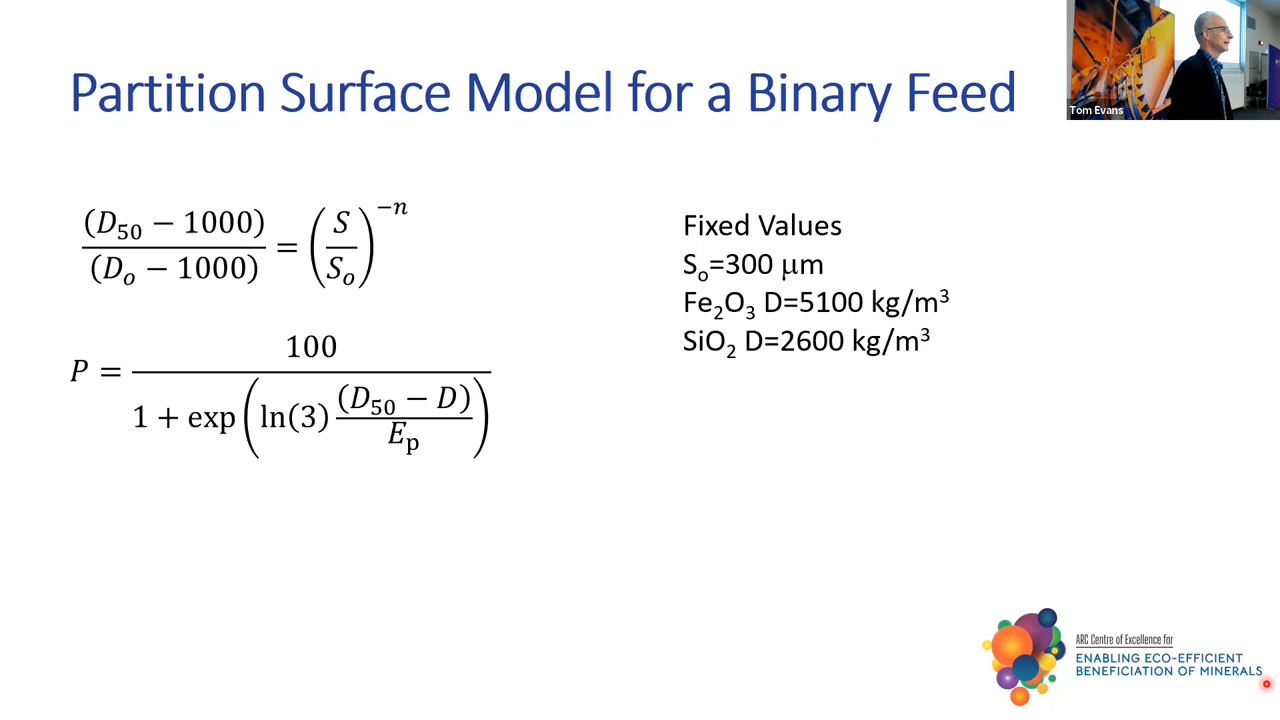 Partition Surface Model for a Binary Feed
Tom Evans
(D₅₀ − 1000) / (Dₒ − 1000) = (S / Sₒ)⁻ⁿ
P = 100 / (1 + exp(ln(3) (D₅₀ − D) / Eₚ))
Fixed Values
Sₒ=300 μm
Fe₂O₃ D=5100 kg/m³
SiO₂ D=2600 kg/m³
ARC Centre of Excellence for
ENABLING ECO-EFFICIENT
BENEFICIATION OF MINERALS